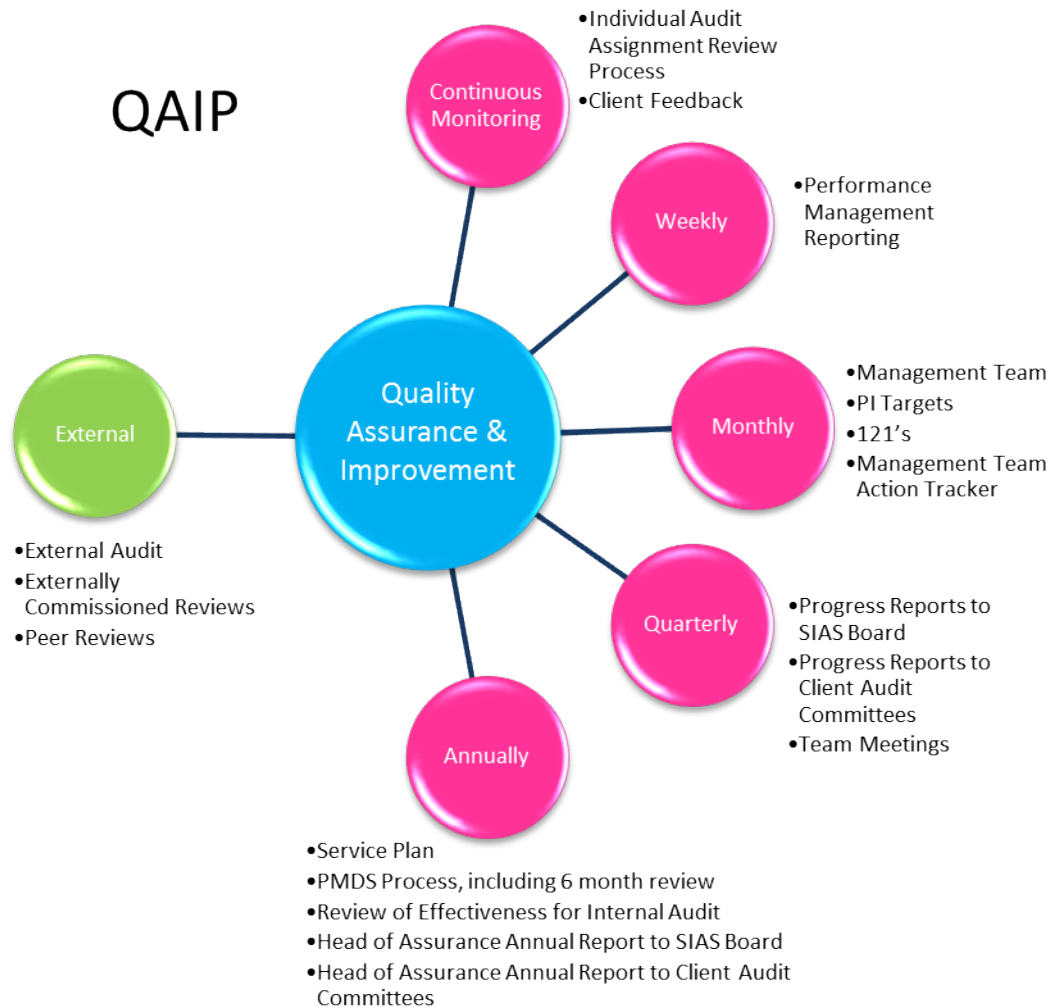 QAIP
Continuous
Monitoring
•Individual Audit
Assignment Review
Process
•Client Feedback
Weekly
•Performance
Management
Reporting
Monthly
•Management Team
•PI Targets
•121’s
•Management Team
Action Tracker
Quarterly
•Progress Reports to
SIAS Board
•Progress Reports to
Client Audit
Committees
•Team Meetings
Annually
•Service Plan
•PMDS Process, including 6 month review
•Review of Effectiveness for Internal Audit
•Head of Assurance Annual Report to SIAS Board
•Head of Assurance Annual Report to Client Audit
Committees
External
•External Audit
•Externally
Commissioned Reviews
•Peer Reviews
Quality
Assurance &
Improvement